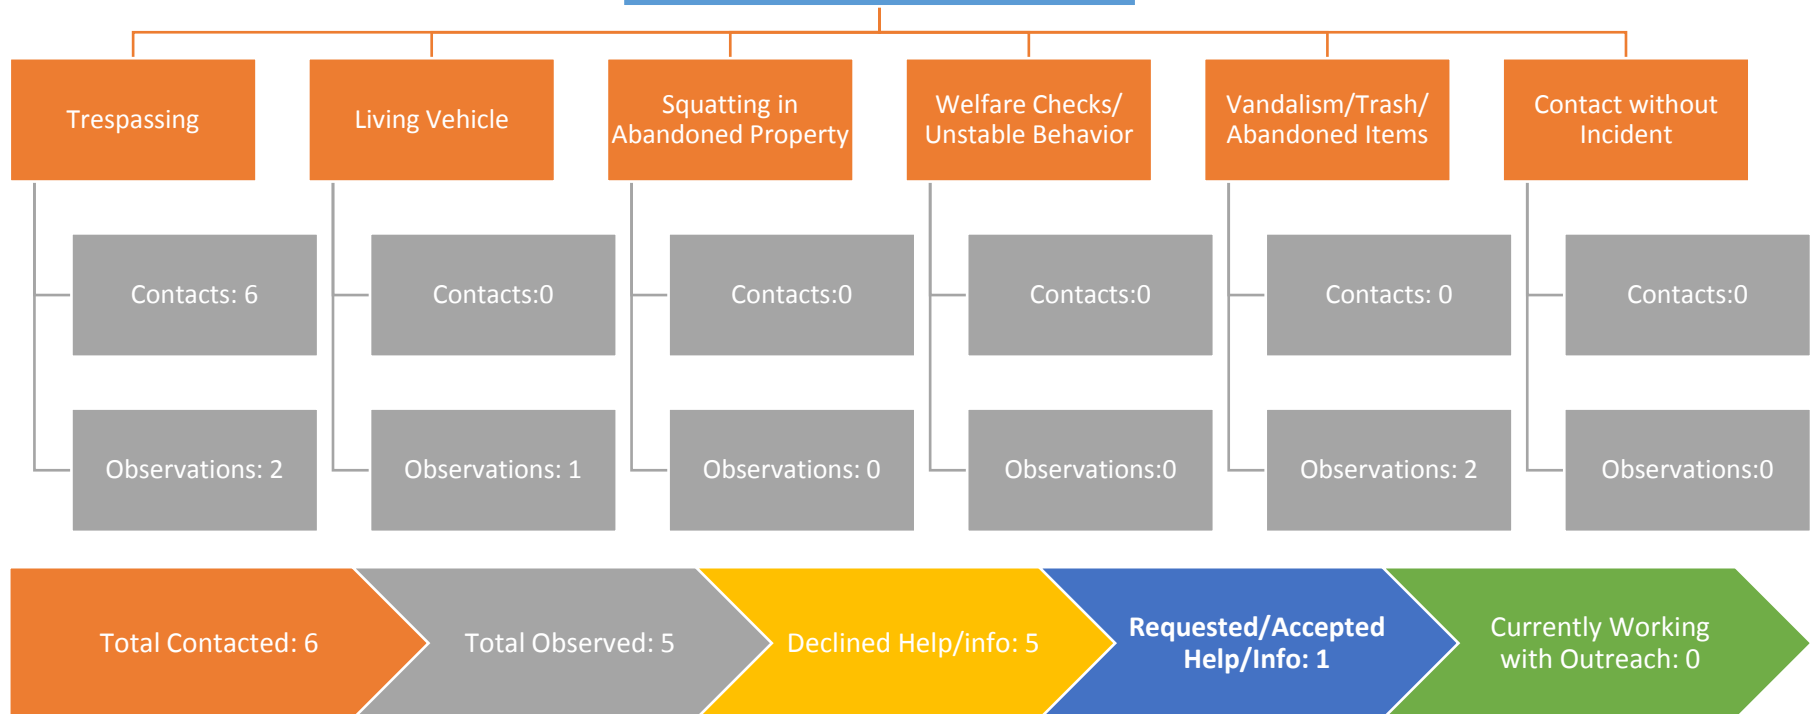 Trespassing
Living Vehicle
Squatting in
Abandoned Property
Welfare Checks/
Unstable Behavior
Vandalism/Trash/
Abandoned Items
Contact without
Incident
Contacts: 6
Contacts:0
Contacts:0
Contacts:0
Contacts: 0
Contacts:0
Observations: 2
Observations: 1
Observations: 0
Observations:0
Observations: 2
Observations:0
Total Contacted: 6
Total Observed: 5
Declined Help/info: 5
Requested/Accepted
Help/Info: 1
Currently Working
with Outreach: 0